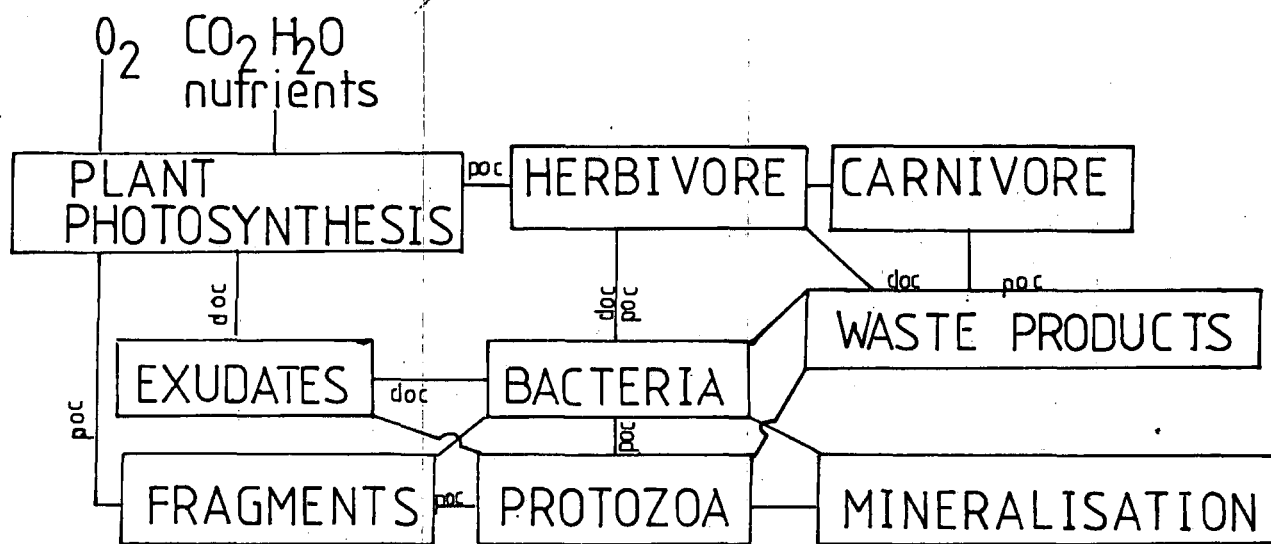 O2 CO2 H2O
nutrients
PLANT
PHOTOSYNTHESIS
poc
HERBIVORE
CARNIVORE
doc
doc
poc
doc
poc
WASTE PRODUCTS
EXUDATES
doc
BACTERIA
poc
poc
FRAGMENTS
poc
PROTOZOA
MINERALISATION